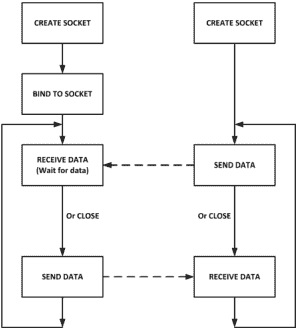 CREATE SOCKET
CREATE SOCKET
BIND TO SOCKET
RECEIVE DATA
(Wait for data)
SEND DATA
Or CLOSE
Or CLOSE
SEND DATA
RECEIVE DATA